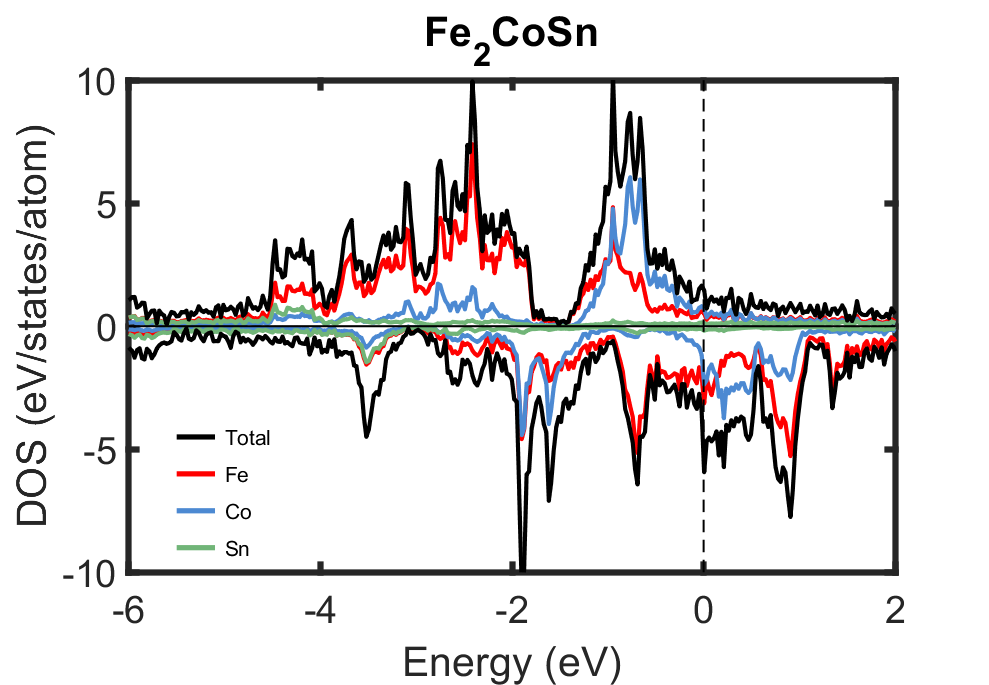 Fe₂CoSn
10
5
0
-5
-10
DOS (eV/states/atom)
Total
Fe
Co
Sn
-6 -4 -2 0 2
Energy (eV)